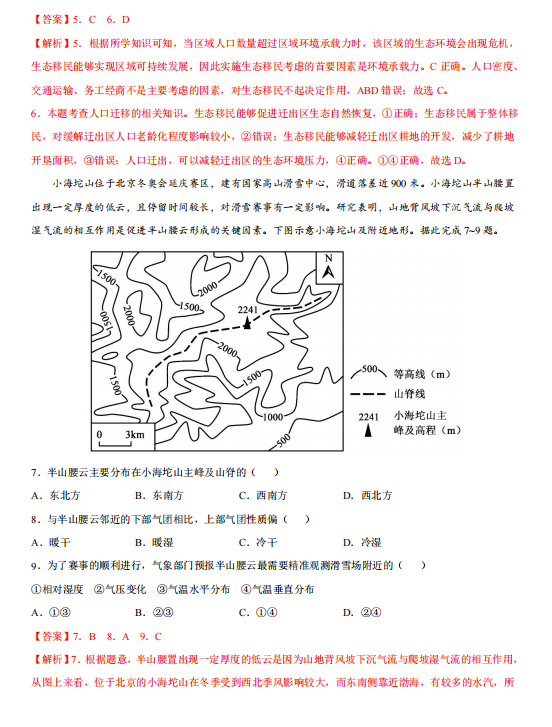 【答案】5．C 6．D
【解析】5．根据所学知识可知，当区域人口数量超过区域环境承载力时，该区域的生态环境会出现危机，
生态移民能够实现区域可持续发展，因此实施生态移民考虑的首要因素是环境承载力。C 正确。人口密度、
交通运输、务工经商不是主要考虑的因素，对生态移民不起决定作用，ABD 错误；故选 C。
6．本题考查人口迁移的相关知识。生态移民能够促进迁出区生态自然恢复，①正确；生态移民属于整体移
民，对缓解迁出区人口老龄化程度影响较小，②错误；生态移民能够减轻迁出区耕地的开发，减少了耕地
开垦面积，③错误；人口迁出，可以减轻迁出区的生态环境压力，④正确。①④正确，故选 D。
小海坨山位于北京冬奥会延庆赛区，建有国家高山滑雪中心，滑道落差近 900 米。小海坨山半山腰置
出现一定厚度的低云，且停留时间较长，对滑雪赛事有一定影响。研究表明，山地背风坡下沉气流与爬坡
湿气流的相互作用是促进半山腰云形成的关键因素。下图示意小海坨山及附近地形。据此完成 7~9 题。
N
1500
2000
2000
1500
1500
2241
1500
2000
1500
1000
500
0 3km
500 等高线（m）
山脊线
2241 小海坨山主
峰及高程（m）
7．半山腰云主要分布在小海坨山主峰及山脊的（ ）
A．东北方 B．东南方 C．西南方 D．西北方
8．与半山腰云邻近的下部气团相比，上部气团性质偏（ ）
A．暖干 B．暖湿 C．冷干 D．冷湿
9．为了赛事的顺利进行，气象部门预报半山腰云最需要精准观测滑雪场附近的（ ）
①相对湿度 ②气压变化 ③气温水平分布 ④气温垂直分布
A．①③ B．②③ C．①④ D．②④
【答案】7．B 8．A 9．C
【解析】7．根据题意，半山腰置出现一定厚度的低云是因为山地背风坡下沉气流与爬坡湿气流的相互作用，
从图上来看，位于北京的小海坨山在冬季受到西北季风影响较大，而东南侧靠近渤海，有较多的水汽，所